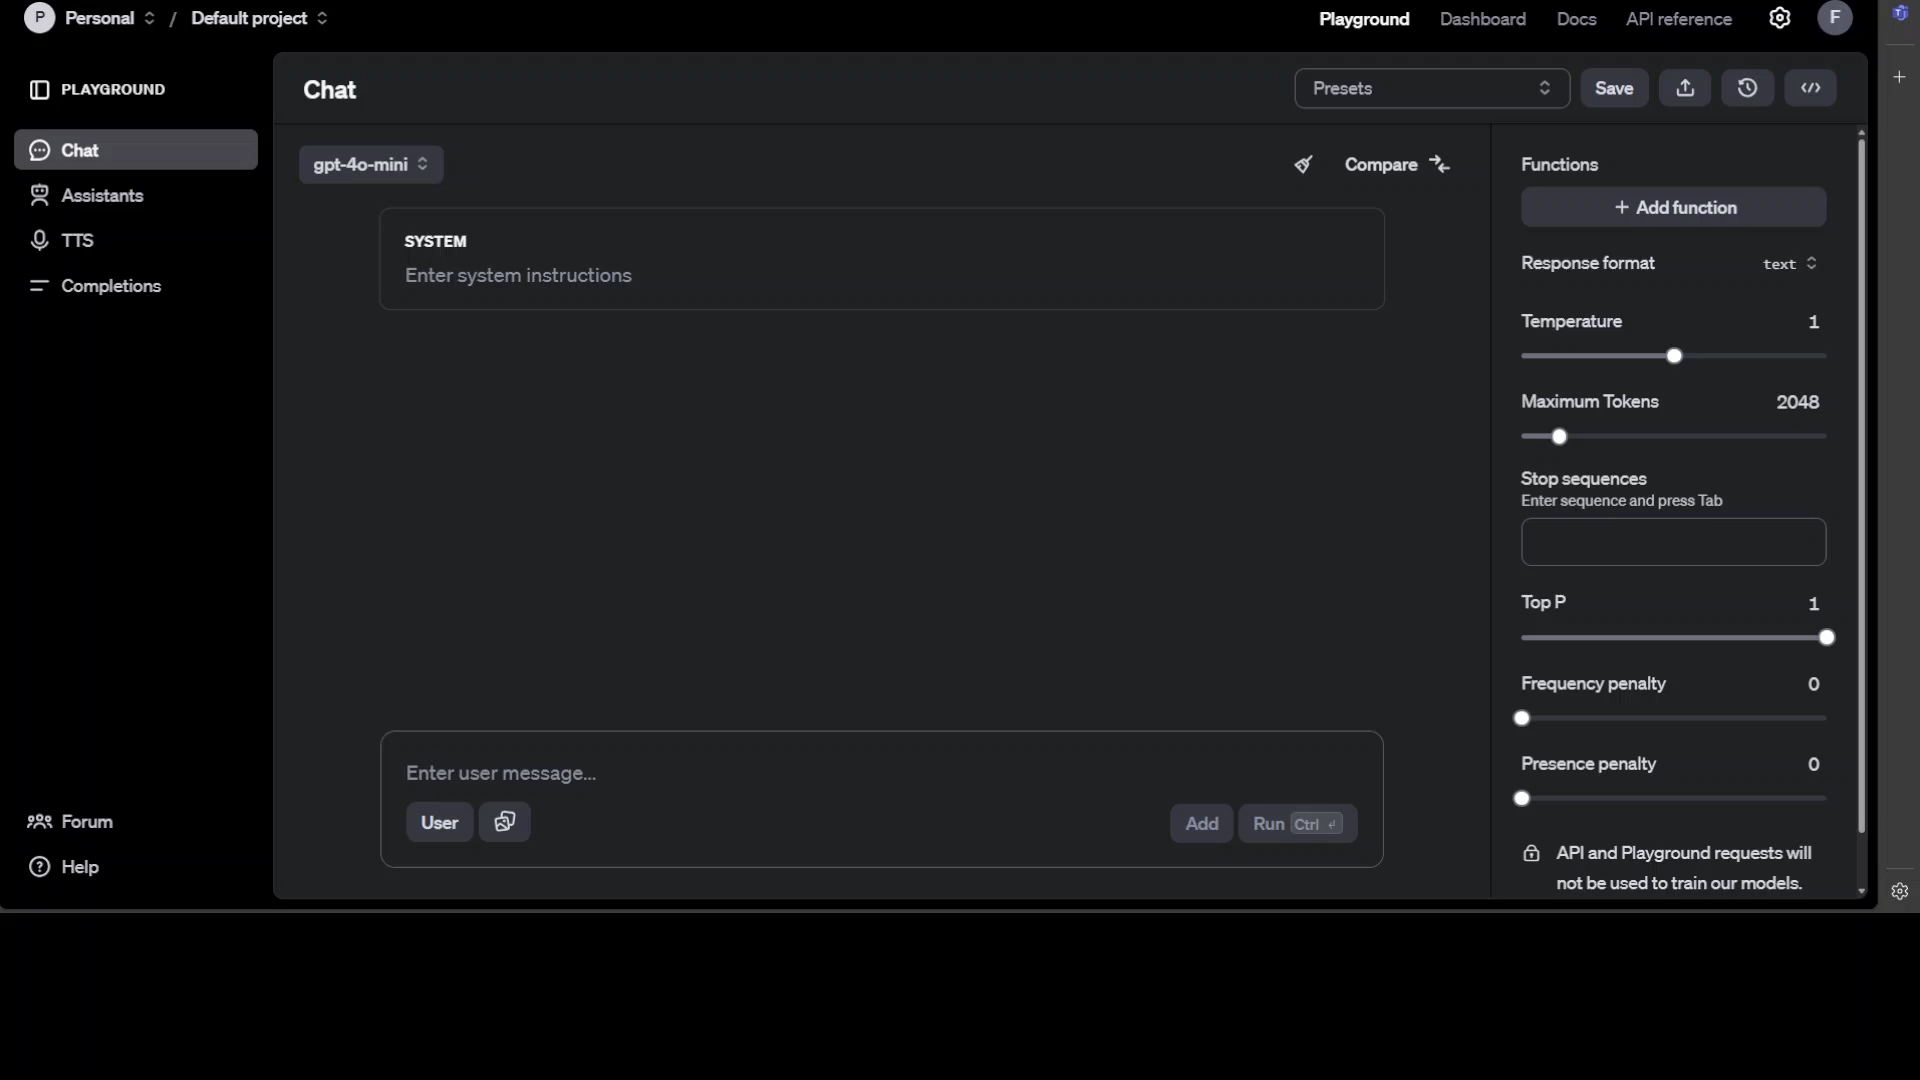 P Personal / Default project Playground Dashboard Docs API reference F
PLAYGROUND
Chat
Assistants
TTS
Completions
Forum
Help
Chat Presets Save
gpt-4o-mini Compare
SYSTEM
Enter system instructions
Enter user message...
User Add Run Ctrl ↵
Functions
+ Add function
Response format text
Temperature 1
Maximum Tokens 2048
Stop sequences
Enter sequence and press Tab
Top P 1
Frequency penalty 0
Presence penalty 0
API and Playground requests will
not be used to train our models.